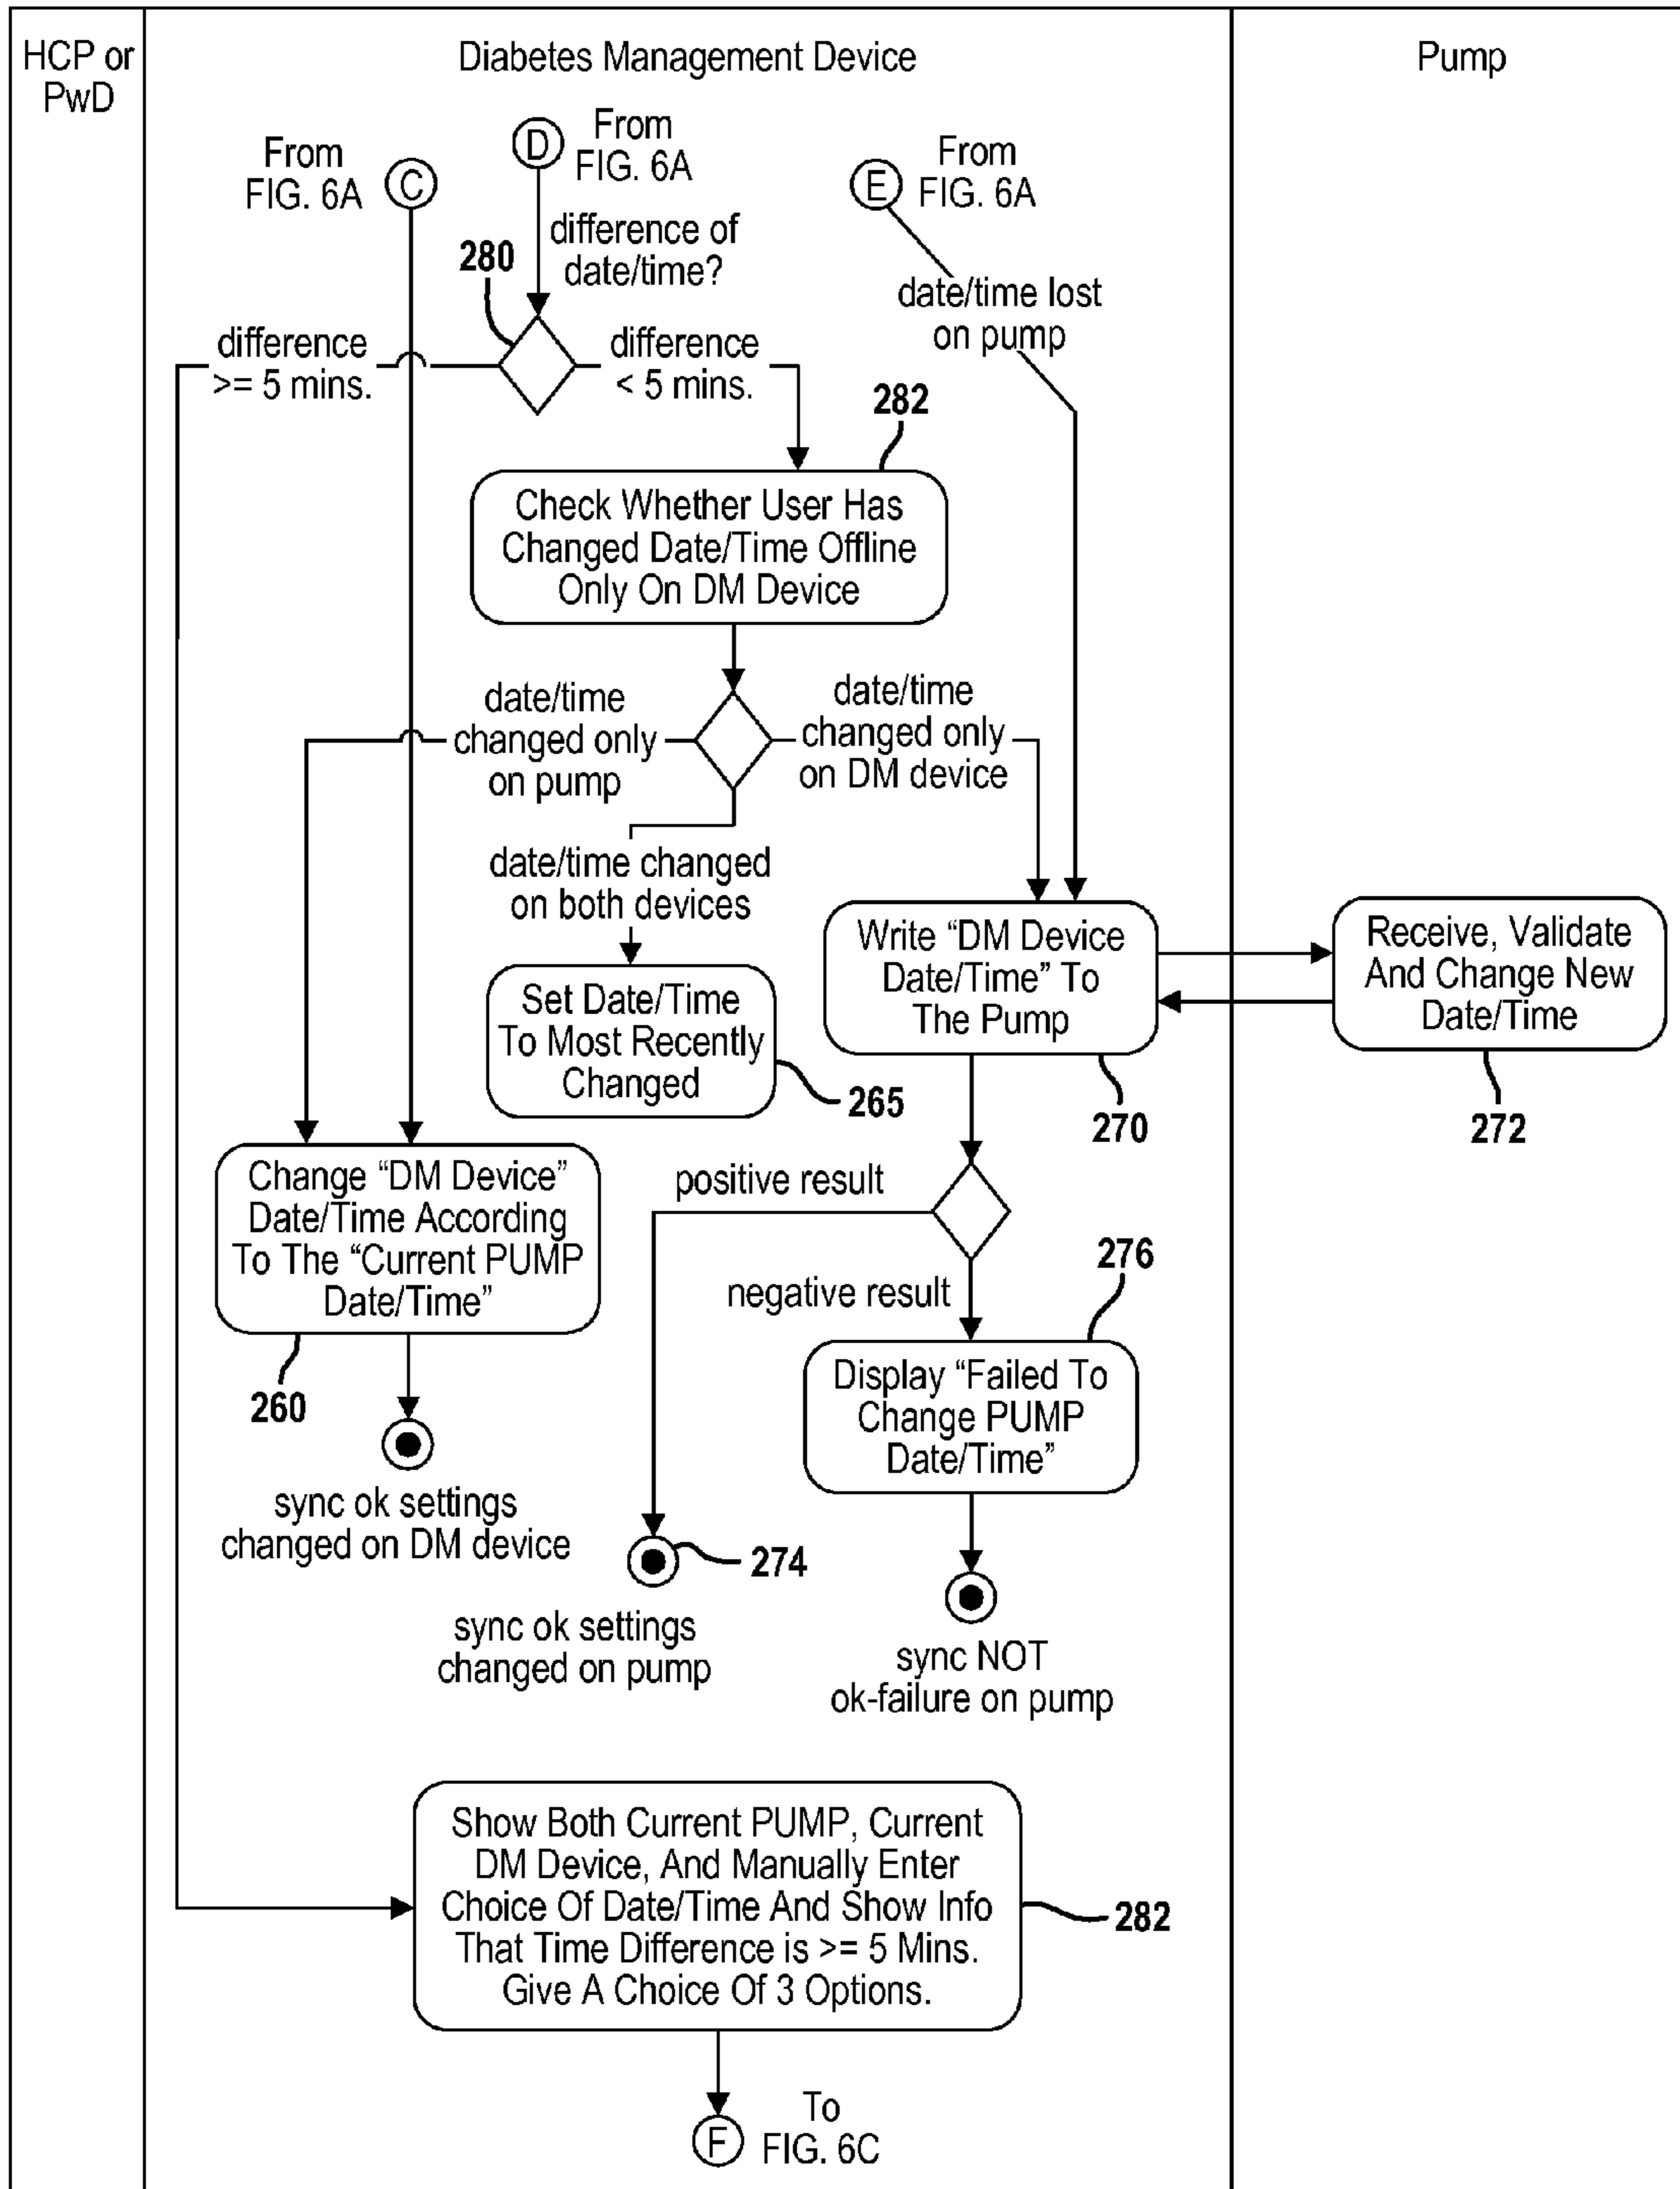 HCP or
PwD
Diabetes Management Device
Pump
From
FIG. 6A
C
D
From
FIG. 6A
E
From
FIG. 6A
difference of
date/time?
280
date/time lost
on pump
difference
>= 5 mins.
difference
< 5 mins.
282
Check Whether User Has
Changed Date/Time Offline
Only On DM Device
date/time
changed only
on pump
date/time
changed only
on DM device
date/time changed
on both devices
Set Date/Time
To Most Recently
Changed
265
Write “DM Device
Date/Time” To
The Pump
270
Receive, Validate
And Change New
Date/Time
272
Change “DM Device”
Date/Time According
To The “Current PUMP
Date/Time”
260
positive result
negative result
276
Display “Failed To
Change PUMP
Date/Time”
sync ok settings
changed on DM device
274
sync ok settings
changed on pump
sync NOT
ok-failure on pump
Show Both Current PUMP, Current
DM Device, And Manually Enter
Choice Of Date/Time And Show Info
That Time Difference is >= 5 Mins.
Give A Choice Of 3 Options.
282
F
To
FIG. 6C